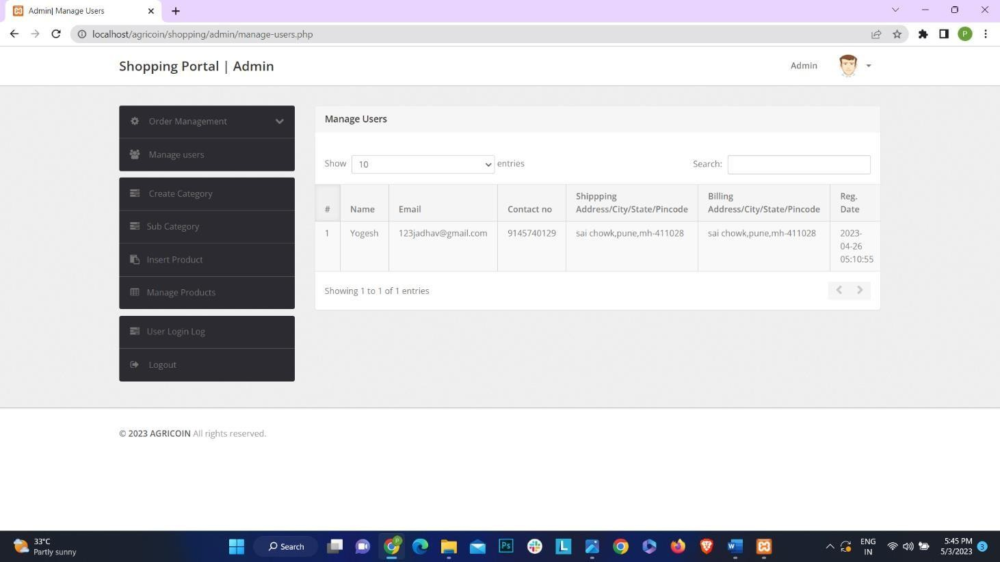 Admin| Manage Users
localhost/agricoin/shopping/admin/manage-users.php
P
Shopping Portal | Admin
Admin
Order Management
Manage users
Create Category
Sub Category
Insert Product
Manage Products
User Login Log
Logout
Manage Users
Show 10 entries
Search:
# Name Email Contact no Shippping Address/City/State/Pincode Billing Address/City/State/Pincode Reg. Date
1 Yogesh 123jadhav@gmail.com 9145740129 sai chowk,pune,mh-411028 sai chowk,pune,mh-411028 2023-04-26 05:10:55
Showing 1 to 1 of 1 entries
© 2023 AGRICOIN All rights reserved.
33°C
Partly sunny
Search
P
Ps
L
W
ENG
IN
5:45 PM
5/3/2023
3